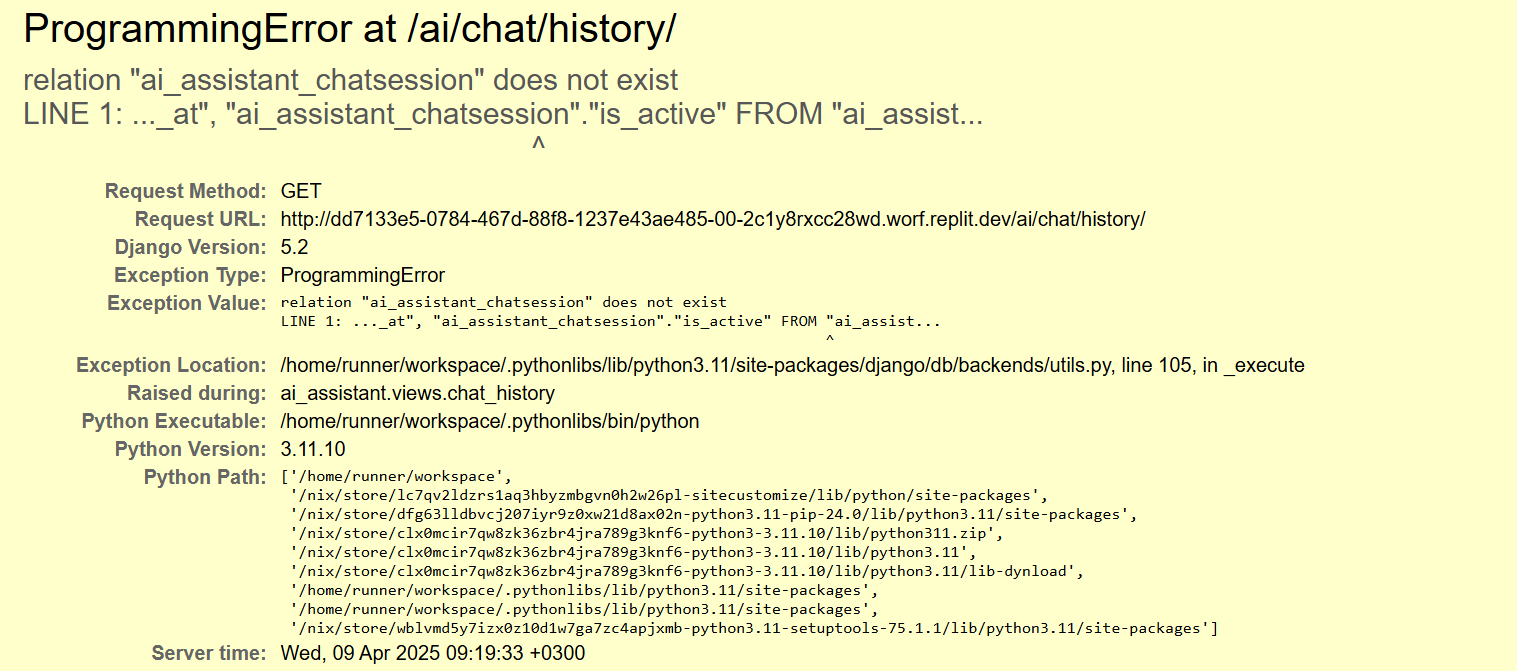 ProgrammingError at /ai/chat/history/
relation "ai_assistant_chatsession" does not exist
LINE 1: ..._at", "ai_assistant_chatsession"."is_active" FROM "ai_assist...
^
Request Method: GET
Request URL: http://dd7133e5-0784-467d-88f8-1237e43ae485-00-2c1y8rxcc28wd.worf.replit.dev/ai/chat/history/
Django Version: 5.2
Exception Type: ProgrammingError
Exception Value: relation "ai_assistant_chatsession" does not exist
LINE 1: ..._at", "ai_assistant_chatsession"."is_active" FROM "ai_assist...
^
Exception Location: /home/runner/workspace/.pythonlibs/lib/python3.11/site-packages/django/db/backends/utils.py, line 105, in _execute
Raised during: ai_assistant.views.chat_history
Python Executable: /home/runner/workspace/.pythonlibs/bin/python
Python Version: 3.11.10
Python Path: ['/home/runner/workspace',
'/nix/store/lc7qv2ldzrs1aq3hbyzmbgvn0h2w26pl-sitecustomize/lib/python/site-packages',
'/nix/store/dfg63lldbvcj207iyr9z0xw21d8ax02n-python3.11-pip-24.0/lib/python3.11/site-packages',
'/nix/store/clx0mcir7qw8zk36zbr4jra789g3knf6-python3-3.11.10/lib/python311.zip',
'/nix/store/clx0mcir7qw8zk36zbr4jra789g3knf6-python3-3.11.10/lib/python3.11',
'/nix/store/clx0mcir7qw8zk36zbr4jra789g3knf6-python3-3.11.10/lib/python3.11/lib-dynload',
'/home/runner/workspace/.pythonlibs/lib/python3.11/site-packages',
'/home/runner/workspace/.pythonlibs/lib/python3.11/site-packages',
'/nix/store/wblvmd5y7izx0z10d1w7ga7zc4apjxmb-python3.11-setuptools-75.1.1/lib/python3.11/site-packages']
Server time: Wed, 09 Apr 2025 09:19:33 +0300